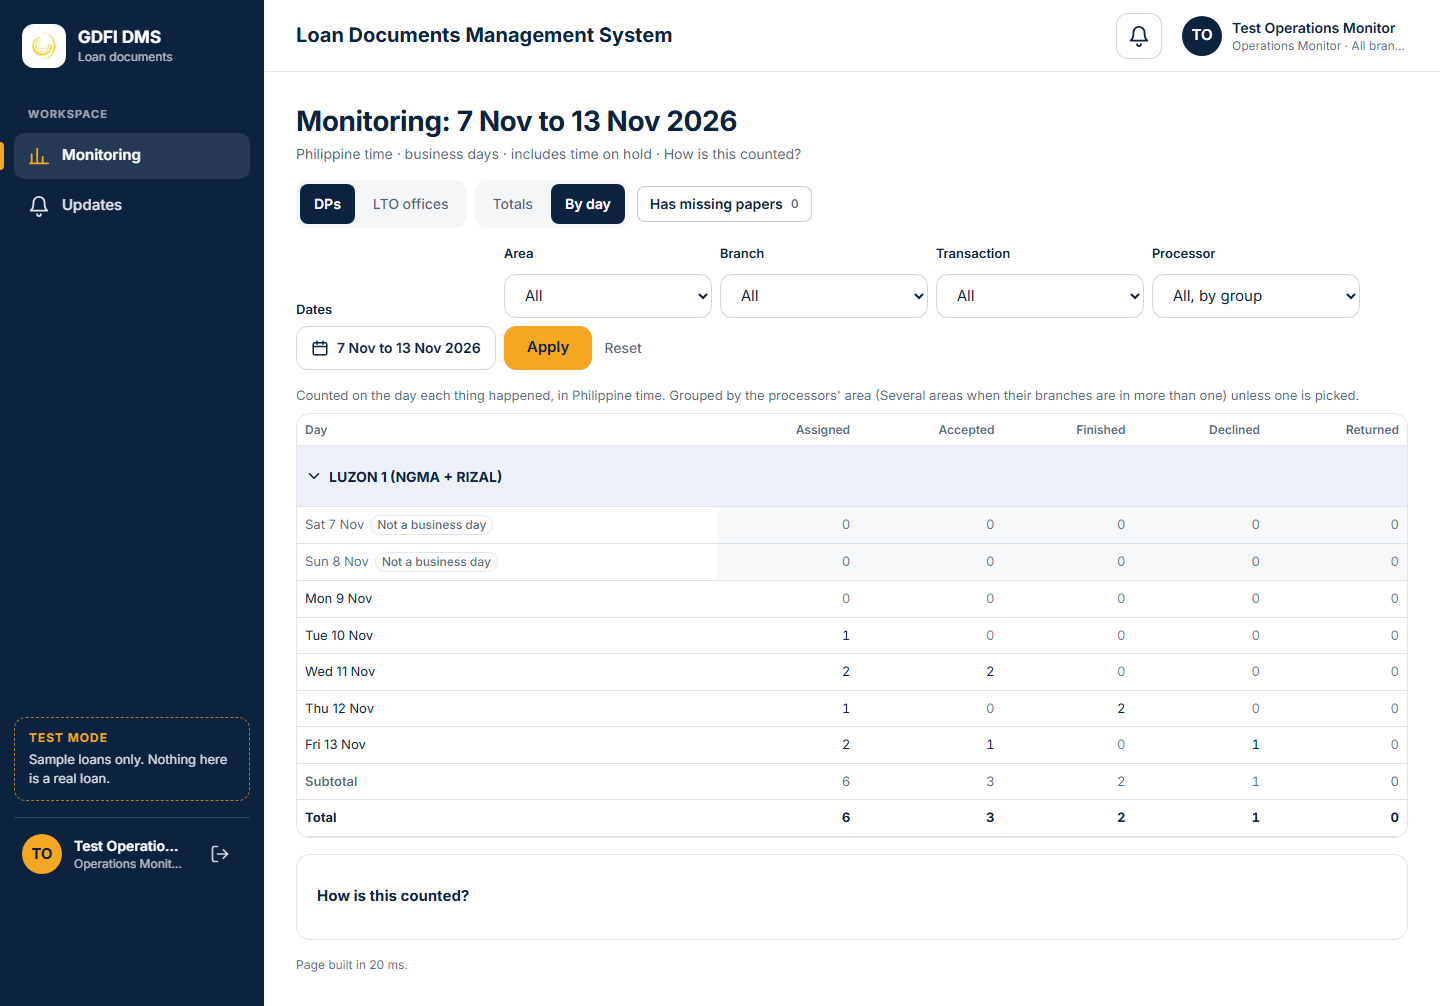 GDFI DMS
Loan documents
WORKSPACE
Monitoring
Updates
TEST MODE
Sample loans only. Nothing here
is a real loan.
TO
Test Operatio...
Operations Monit...
Loan Documents Management System
TO
Test Operations Monitor
Operations Monitor · All bran...
Monitoring: 7 Nov to 13 Nov 2026
Philippine time · business days · includes time on hold · How is this counted?
DPs LTO offices Totals By day Has missing papers 0
Area Branch Transaction Processor
All All All All, by group
Dates
7 Nov to 13 Nov 2026 Apply Reset
Counted on the day each thing happened, in Philippine time. Grouped by the processors' area (Several areas when their branches are in more than one) unless one is picked.
Day Assigned Accepted Finished Declined Returned
LUZON 1 (NGMA + RIZAL)
Sat 7 Nov Not a business day 0 0 0 0 0
Sun 8 Nov Not a business day 0 0 0 0 0
Mon 9 Nov 0 0 0 0 0
Tue 10 Nov 1 0 0 0 0
Wed 11 Nov 2 2 0 0 0
Thu 12 Nov 1 0 2 0 0
Fri 13 Nov 2 1 0 1 0
Subtotal 6 3 2 1 0
Total 6 3 2 1 0
How is this counted?
Page built in 20 ms.